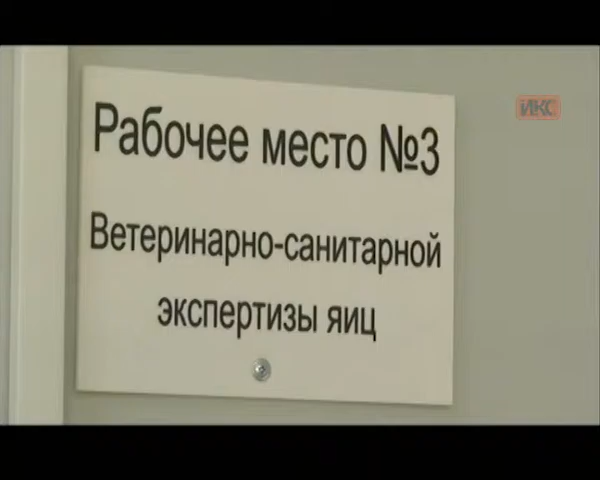 ИКС
Рабочее место №3
Ветеринарно-санитарной
экспертизы яиц